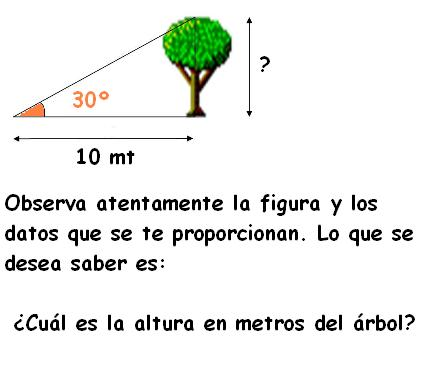 ?
30°
10 mt
Observa atentamente la figura y los
datos que se te proporcionan. Lo que se
desea saber es:
¿Cuál es la altura en metros del árbol?